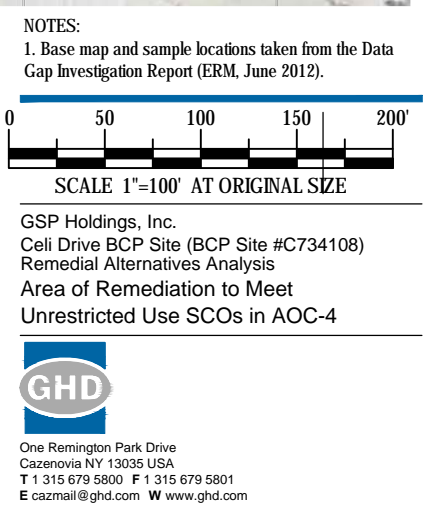 NOTES:
1. Base map and sample locations taken from the Data
Gap Investigation Report (ERM, June 2012).
0 50 100 150 200'
SCALE 1"=100' AT ORIGINAL SIZE
GSP Holdings, Inc.
Celi Drive BCP Site (BCP Site #C734108)
Remedial Alternatives Analysis
Area of Remediation to Meet
Unrestricted Use SCOs in AOC-4
GHD
One Remington Park Drive
Cazenovia NY 13035 USA
T 1 315 679 5800 F 1 315 679 5801
E cazmail@ghd.com W www.ghd.com